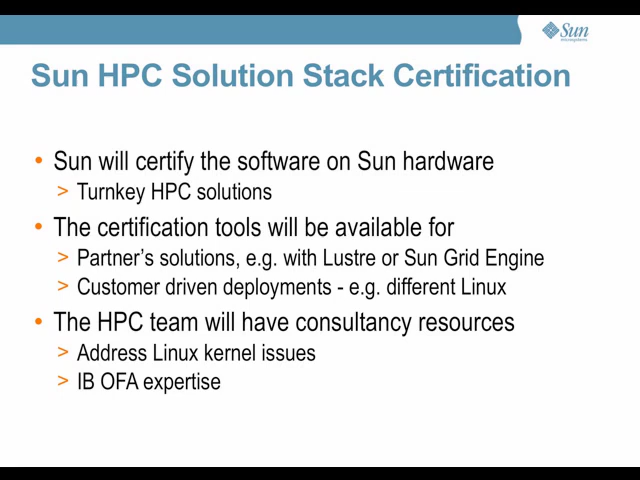 Sun
microsystems
Sun HPC Solution Stack Certification
• Sun will certify the software on Sun hardware
> Turnkey HPC solutions
• The certification tools will be available for
> Partner's solutions, e.g. with Lustre or Sun Grid Engine
> Customer driven deployments - e.g. different Linux
• The HPC team will have consultancy resources
> Address Linux kernel issues
> IB OFA expertise